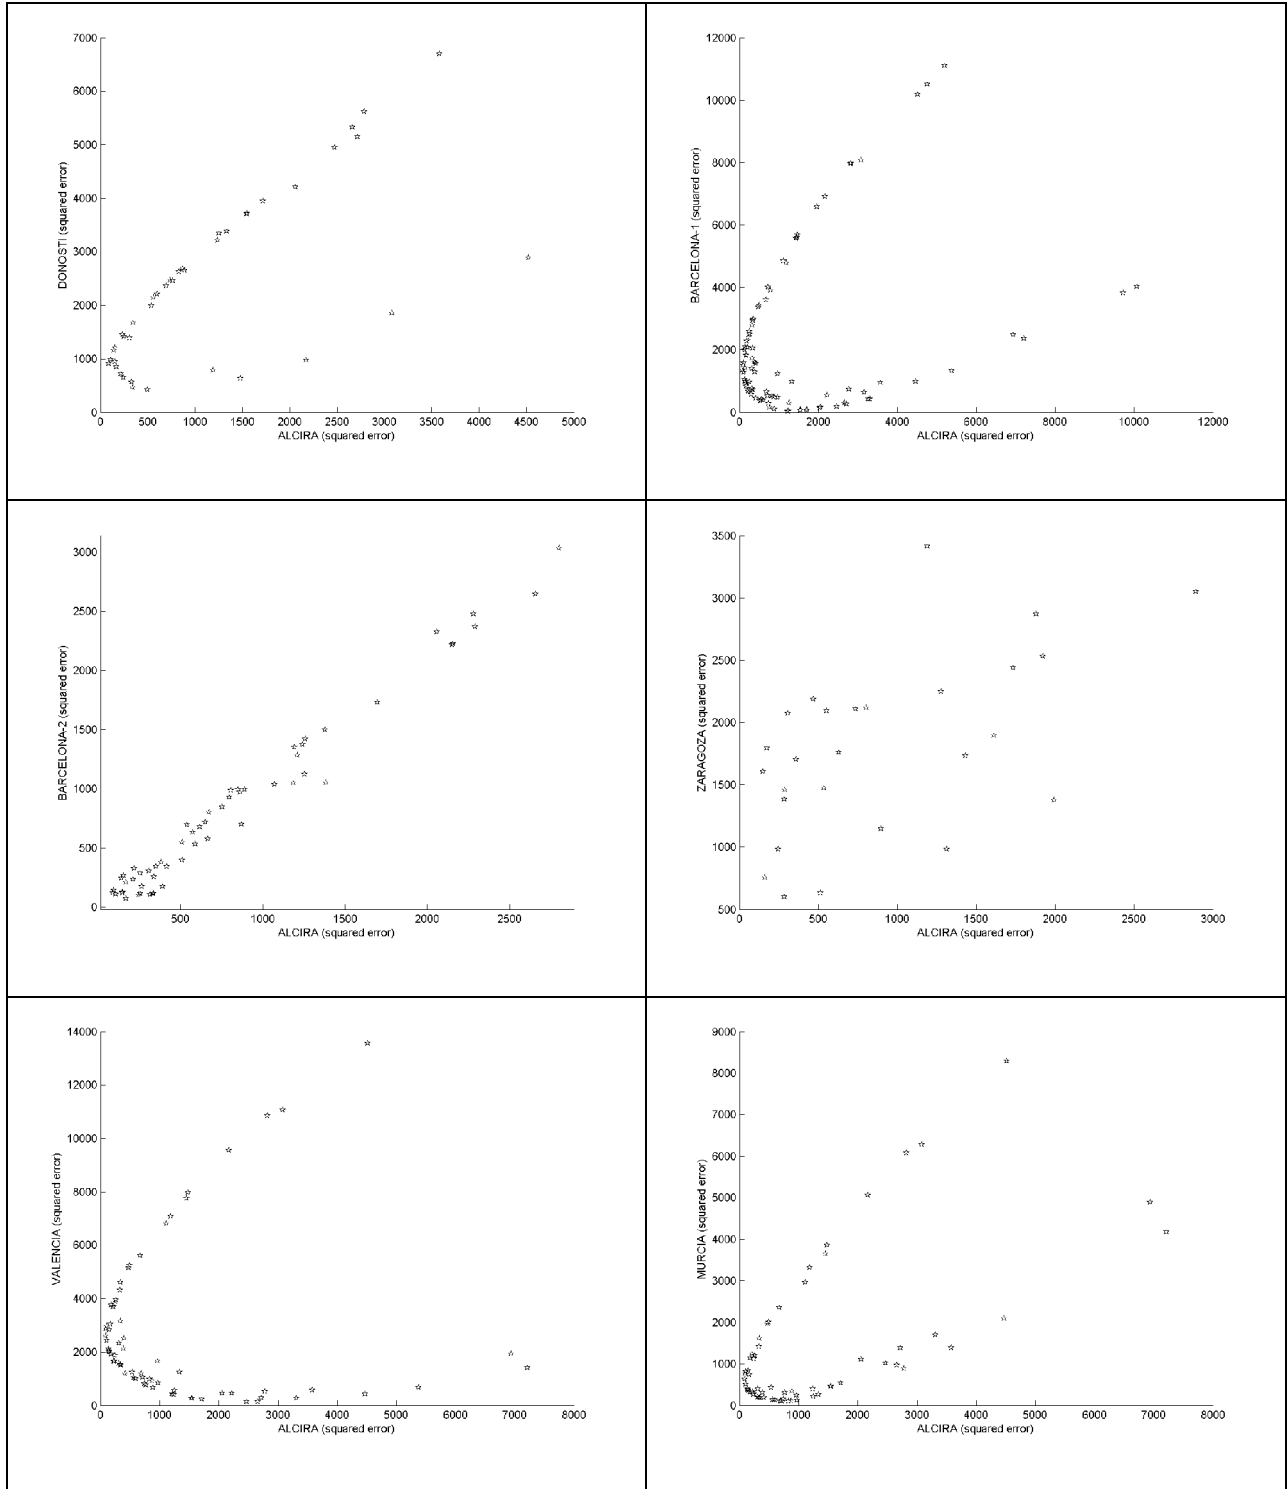 7000
6000
5000
4000
3000
2000
1000
0
DONOSTI (squared error)
0 500 1000 1500 2000 2500 3000 3500 4000 4500 5000
ALCIRA (squared error)
12000
10000
8000
6000
4000
2000
0
BARCELONA-1 (squared error)
0 2000 4000 6000 8000 10000 12000
ALCIRA (squared error)
3000
2500
2000
1500
1000
500
0
BARCELONA-2 (squared error)
500 1000 1500 2000 2500
ALCIRA (squared error)
3500
3000
2500
2000
1500
1000
500
ZARAGOZA (squared error)
0 500 1000 1500 2000 2500 3000
ALCIRA (squared error)
14000
12000
10000
8000
6000
4000
2000
0
VALENCIA (squared error)
0 1000 2000 3000 4000 5000 6000 7000 8000
ALCIRA (squared error)
9000
8000
7000
6000
5000
4000
3000
2000
1000
0
MURCIA (squared error)
0 1000 2000 3000 4000 5000 6000 7000 8000
ALCIRA (squared error)